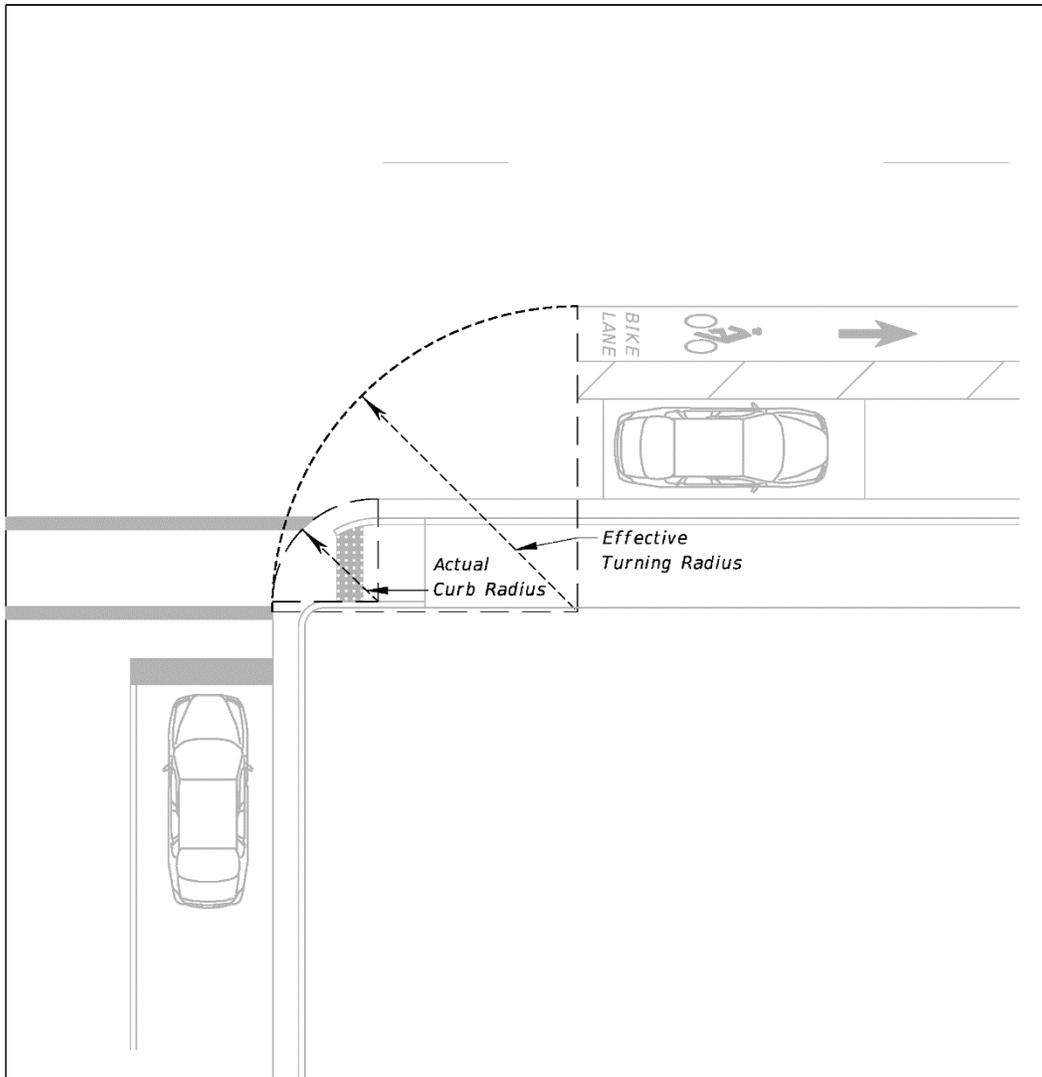 BIKE
LANE
Effective
Turning Radius
Actual
Curb Radius